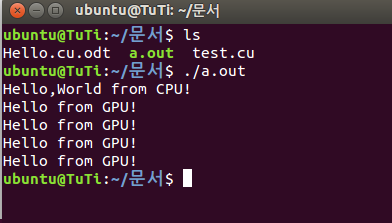 ubuntu@TuTi: ~/문서
ubuntu@TuTi:~/문서$ ls
Hello.cu.odt a.out test.cu
ubuntu@TuTi:~/문서$ ./a.out
Hello,World from CPU!
Hello from GPU!
Hello from GPU!
Hello from GPU!
Hello from GPU!
ubuntu@TuTi:~/문서$